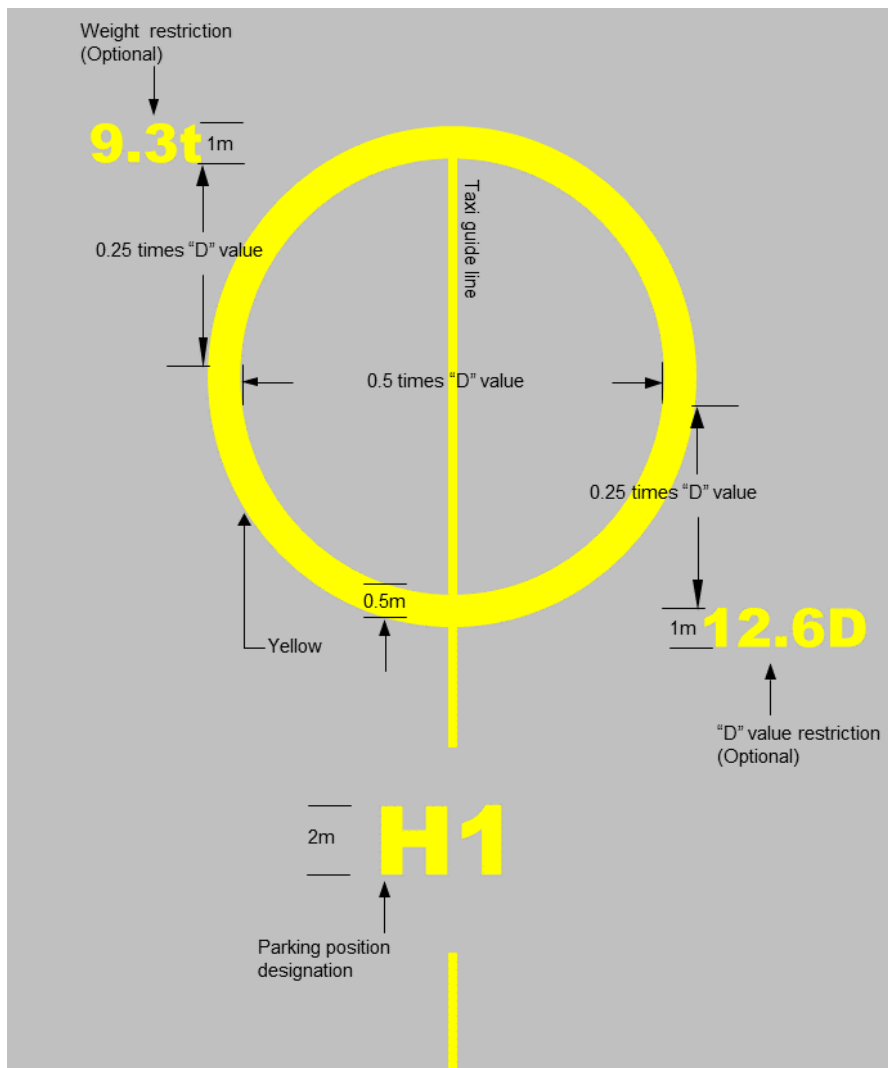 Weight restriction
(Optional)
9.3t
1m
0.25 times “D” value
Taxi guide line
0.5 times “D” value
0.25 times “D” value
0.5m
1m
12.6D
Yellow
“D” value restriction
(Optional)
H1
2m
Parking position
designation